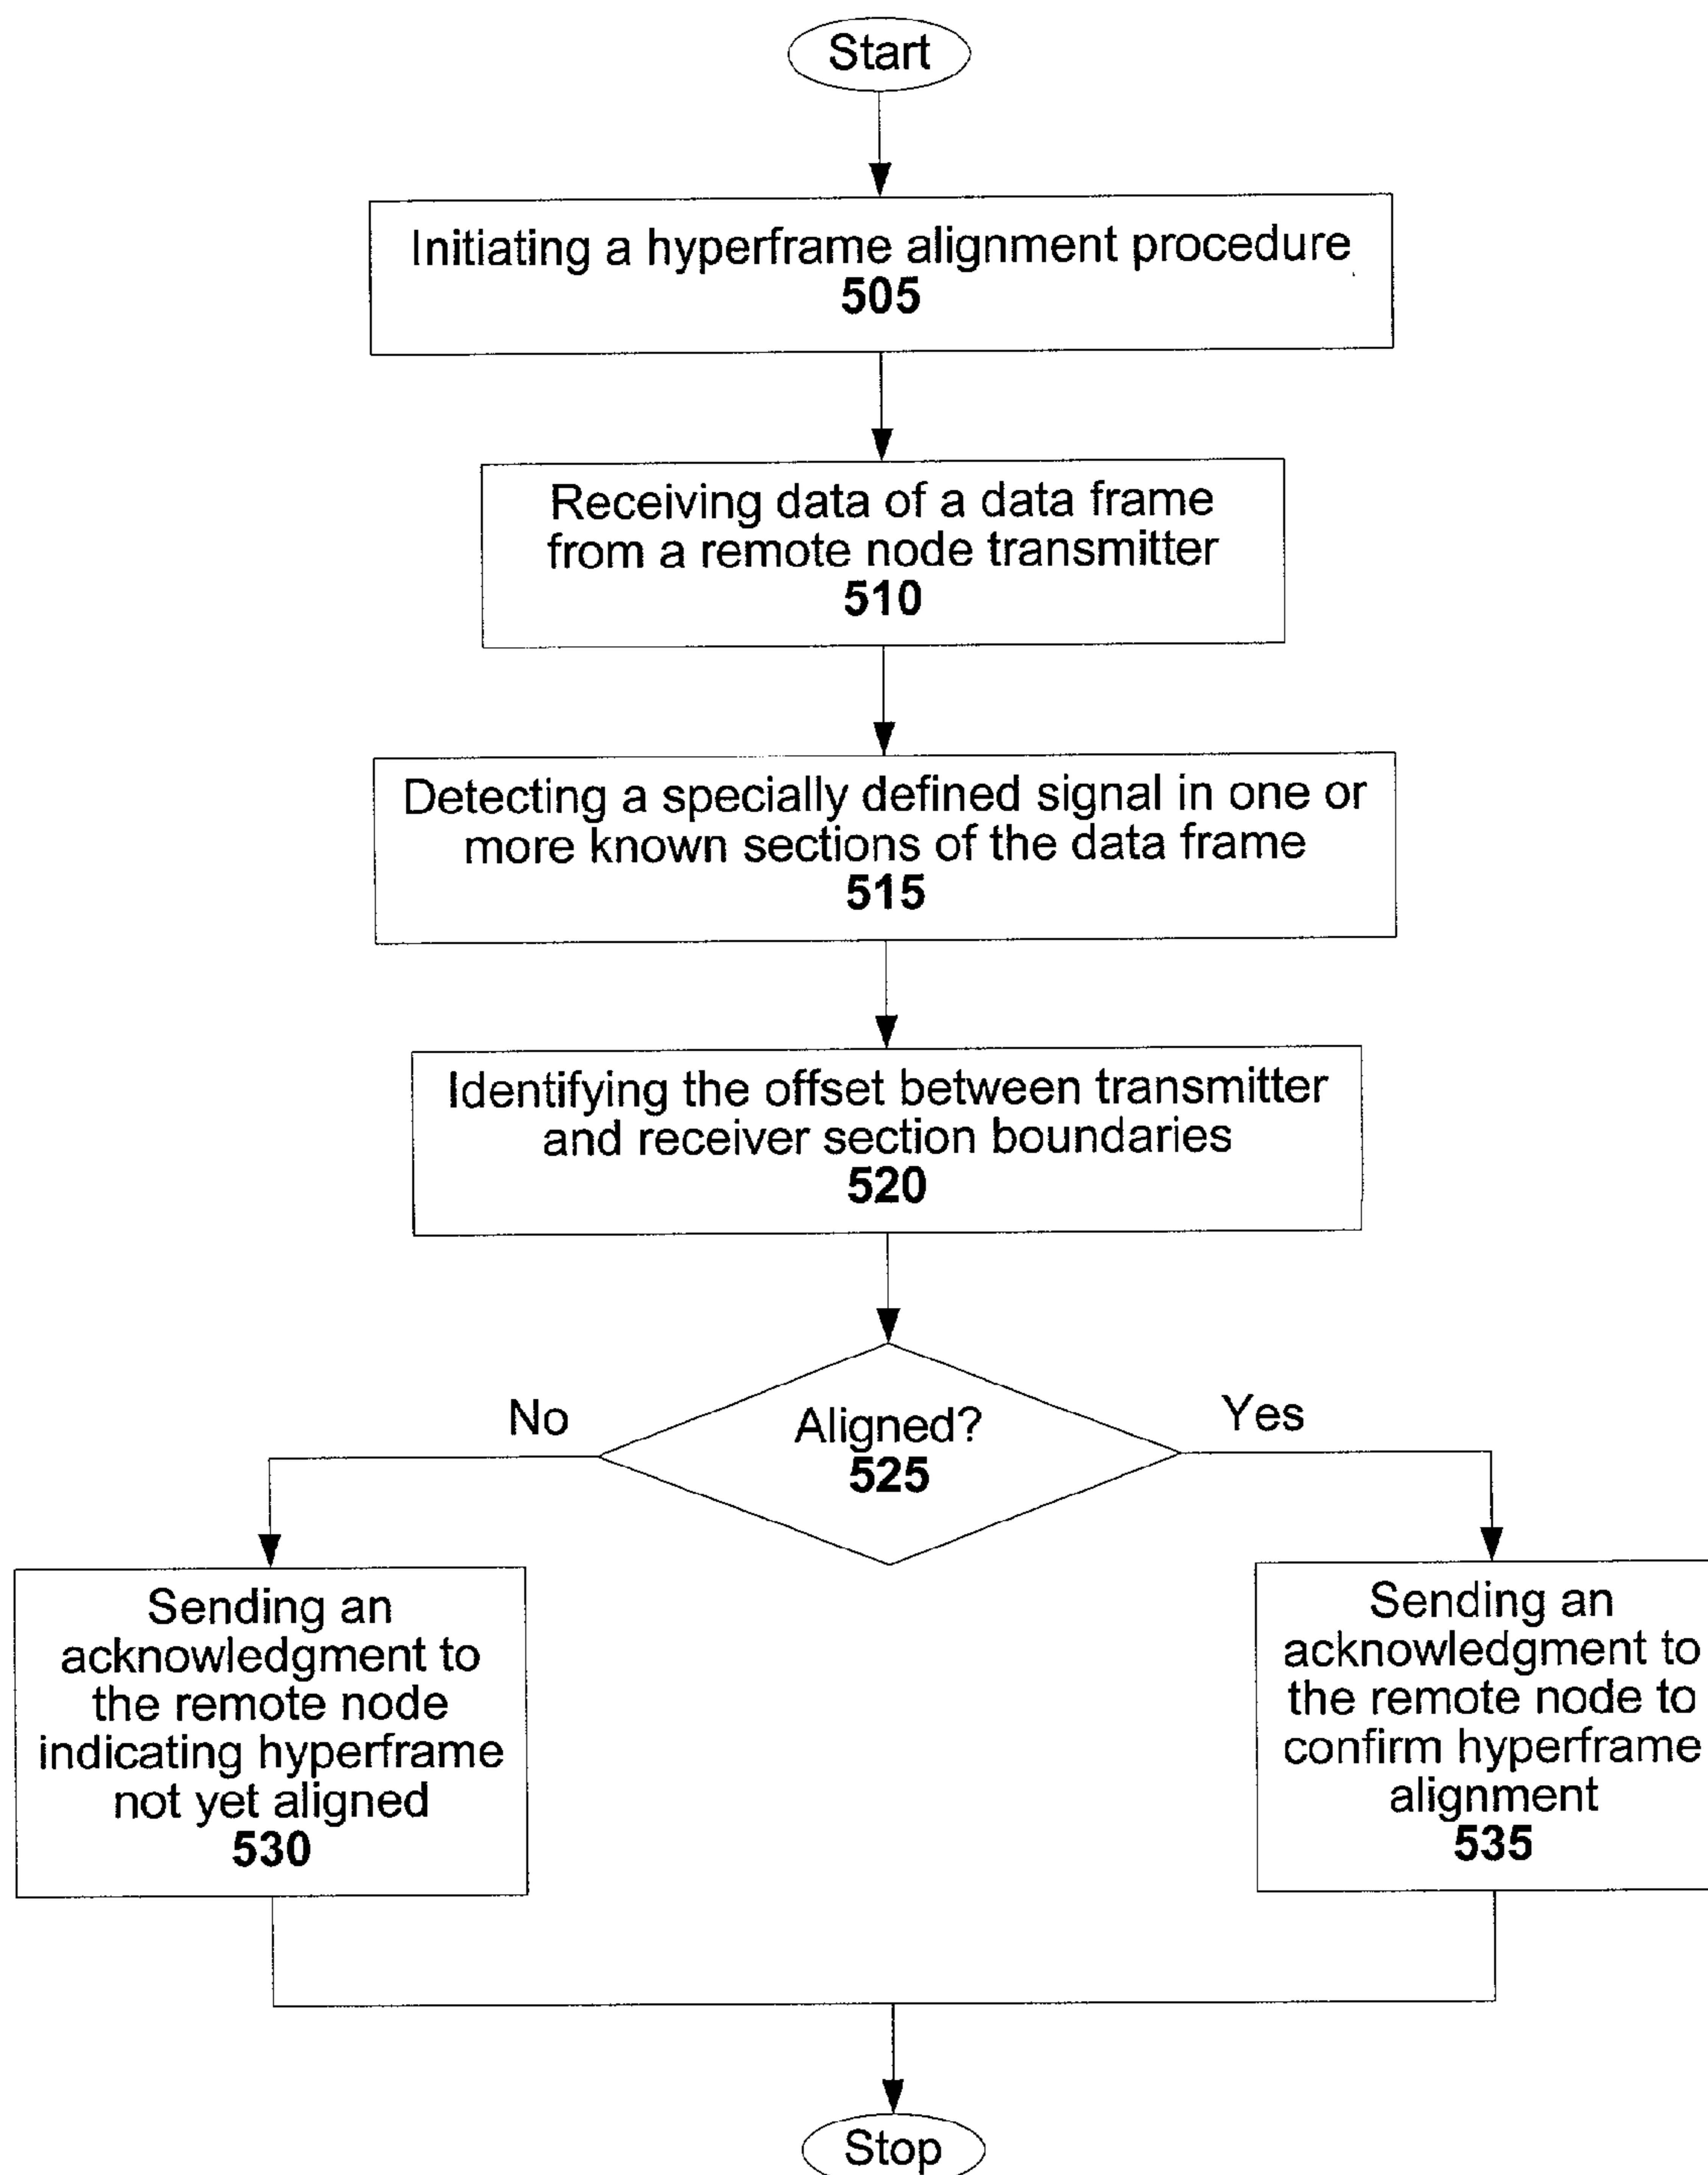 Start
Initiating a hyperframe alignment procedure
505
Receiving data of a data frame
from a remote node transmitter
510
Detecting a specially defined signal in one or
more known sections of the data frame
515
Identifying the offset between transmitter
and receiver section boundaries
520
Aligned?
525
No
Yes
Sending an
acknowledgment to
the remote node
indicating hyperframe
not yet aligned
530
Sending an
acknowledgment to
the remote node to
confirm hyperframe
alignment
535
Stop